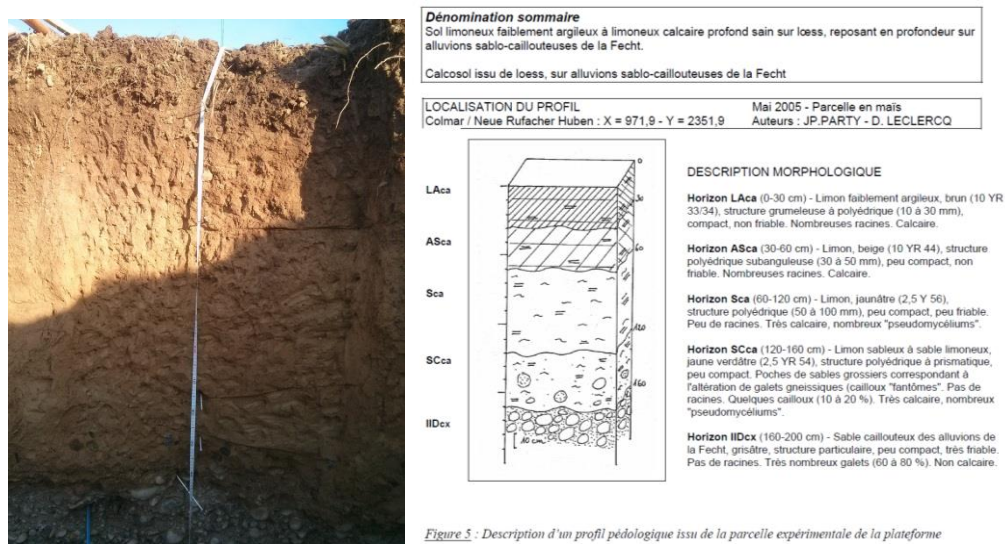 Dénomination sommaire
Sol limoneux faiblement argileux à limoneux calcaire profond sain sur lœss, reposant en profondeur sur
alluvions sablo-caillouteuses de la Fecht.
Calcosol issu de loess, sur alluvions sablo-caillouteuses de la Fecht
LOCALISATION DU PROFIL Mai 2005 - Parcelle en maïs
Colmar / Neue Rufacher Huben : X = 971,9 - Y = 2351,9 Auteurs : JP.PARTY - D. LECLERCQ
LAca
ASca
Sca
SCca
IIDcx
0
30
60
120
160
10 cm
DESCRIPTION MORPHOLOGIQUE
Horizon LAca (0-30 cm) - Limon faiblement argileux, brun (10 YR
33/34), structure grumeleuse à polyédrique (10 à 30 mm),
compact, non friable. Nombreuses racines. Calcaire.
Horizon ASca (30-60 cm) - Limon, beige (10 YR 44), structure
polyédrique subanguleuse (30 à 50 mm), peu compact, non
friable. Nombreuses racines. Calcaire.
Horizon Sca (60-120 cm) - Limon, jaunâtre (2,5 Y 56),
structure polyédrique (50 à 100 mm), peu compact, peu friable.
Peu de racines. Très calcaire, nombreux "pseudomycéliums".
Horizon SCca (120-160 cm) - Limon sableux à sable limoneux,
jaune verdâtre (2,5 YR 54), structure polyédrique à prismatique,
peu compact. Poches de sables grossiers correspondant à
l'altération de galets gneissiques (cailloux "fantômes". Pas de
racines. Quelques cailloux (10 à 20 %). Très calcaire, nombreux
"pseudomycéliums".
Horizon IIDcx (160-200 cm) - Sable caillouteux des alluvions de
la Fecht, grisâtre, structure particulaire, peu compact, très friable.
Pas de racines. Très nombreux galets (60 à 80 %). Non calcaire.
Figure 5 : Description d'un profil pédologique issu de la parcelle expérimentale de la plateforme